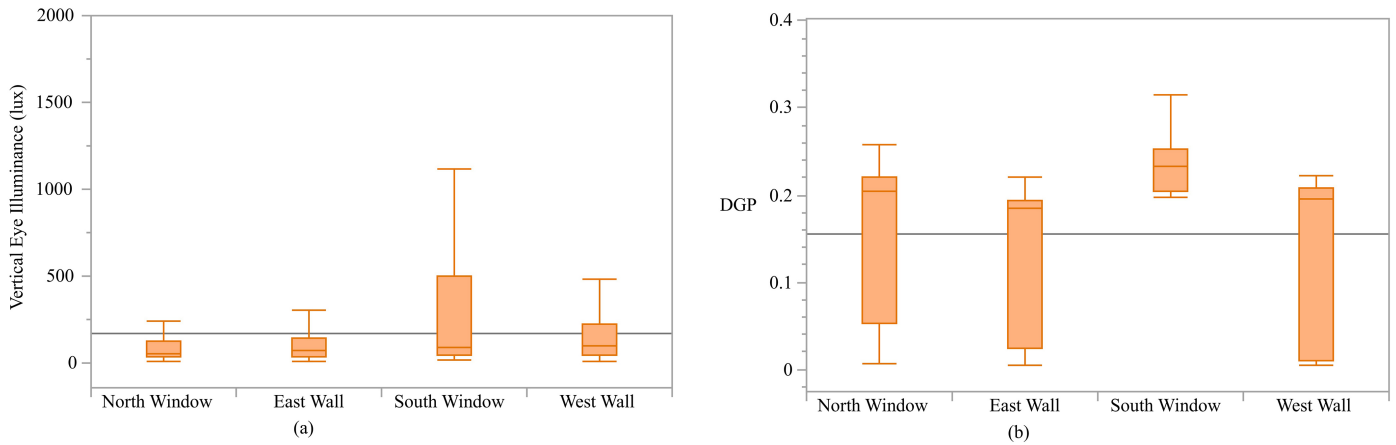 2000
1500
1000
500
0
Vertical Eye Illuminance (lux)
North Window East Wall South Window West Wall
(a)
0.4
0.3
0.2
0.1
0
DGP
North Window East Wall South Window West Wall
(b)